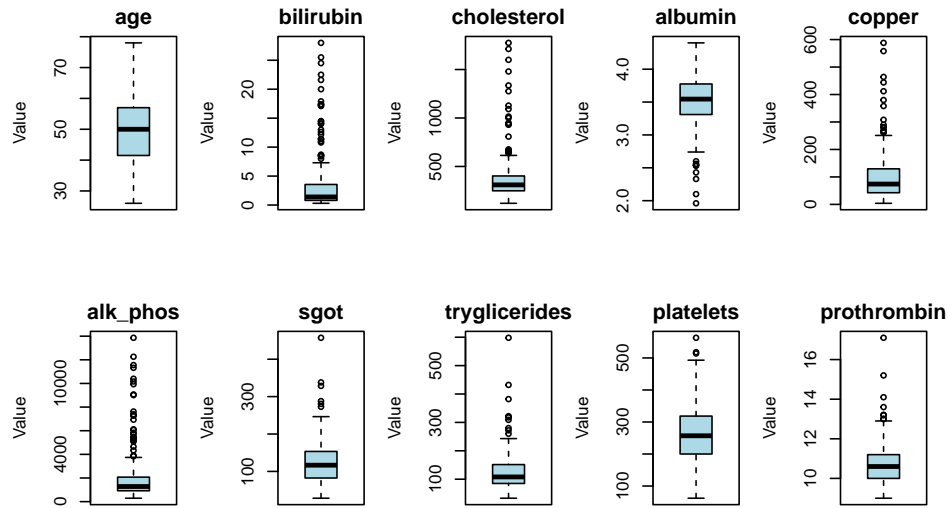 age bilirubin cholesterol albumin copper
Value 30 50 70
Value 0 5 10 20
Value 500 1000
Value 2.0 3.0 4.0
Value 0 200 400 600
alk_phos sgot tryglicerides platelets prothrombin
Value 0 4000 10000
Value 100 300
Value 100 300 500
Value 100 300 500
Value 10 12 14 16